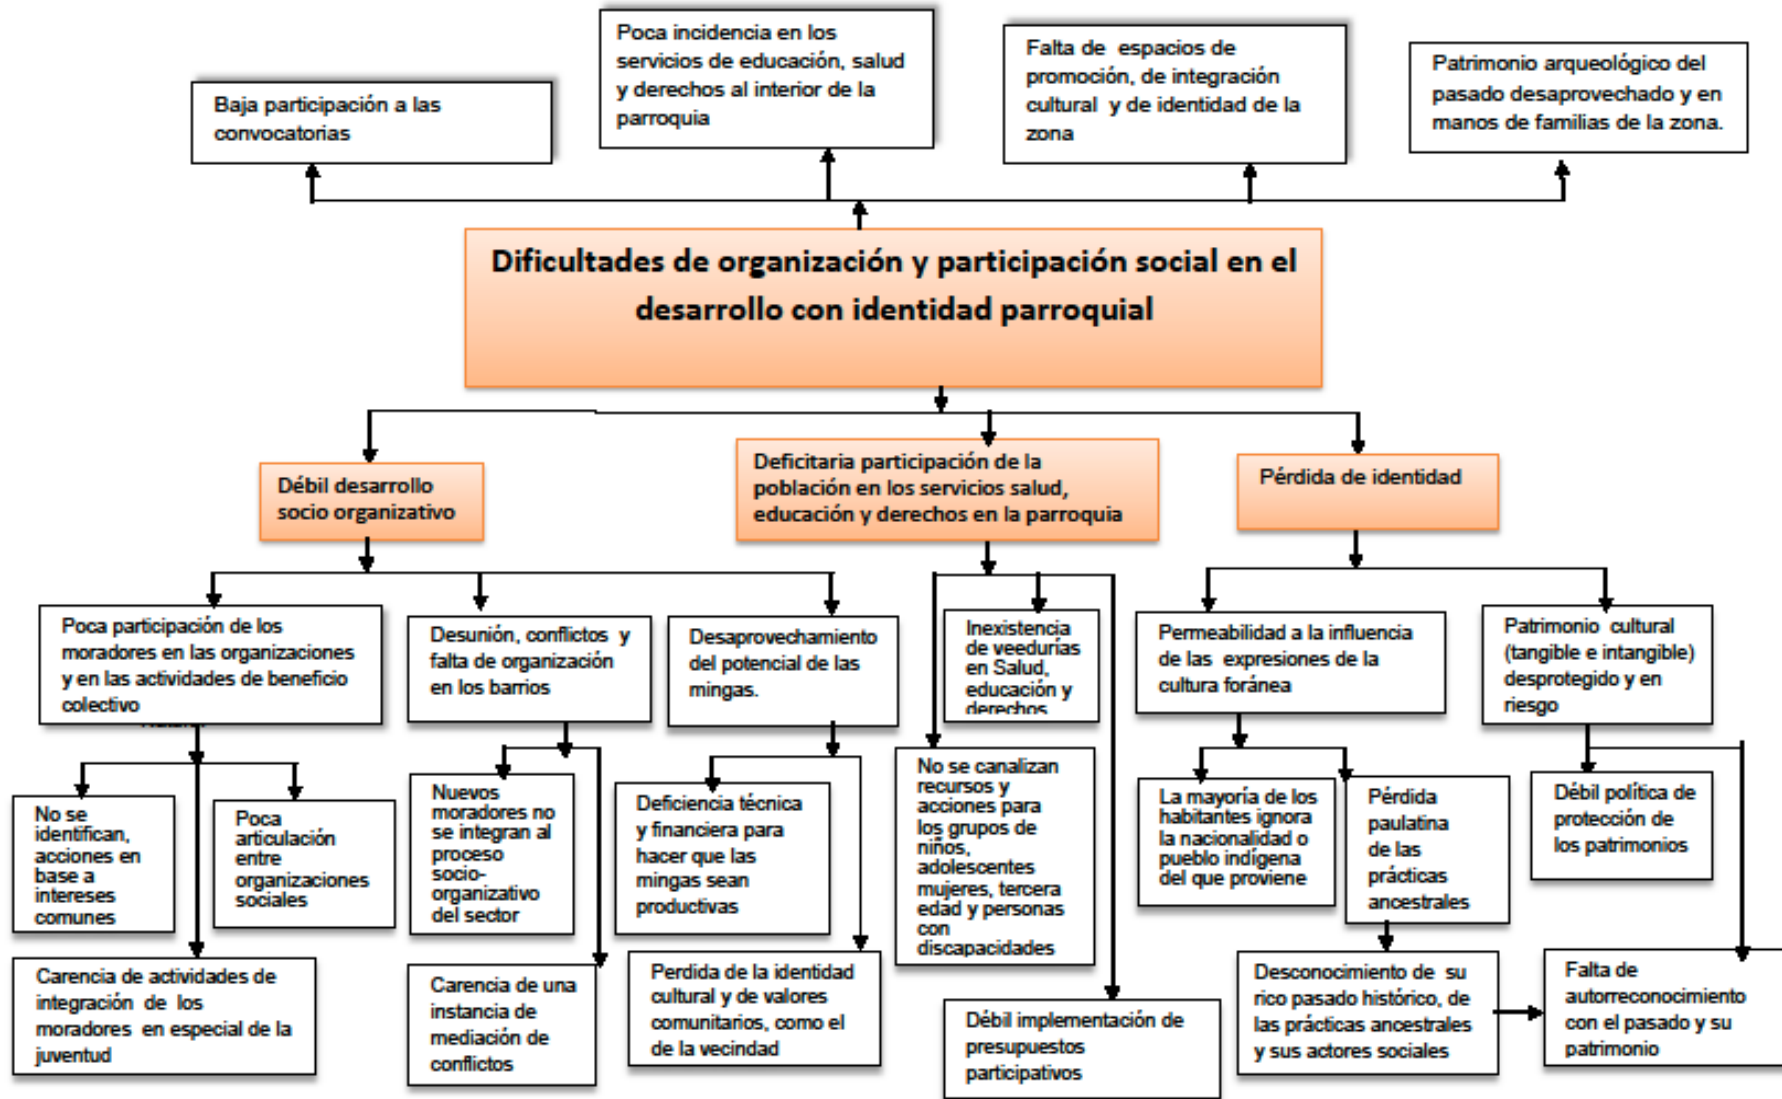 Baja participación a las
convocatorias
Poca incidencia en los
servicios de educación, salud
y derechos al interior de la
parroquia
Falta de espacios de
promoción, de integración
cultural y de identidad de la
zona
Patrimonio arqueológico del
pasado desaprovechado y en
manos de familias de la zona.
Dificultades de organización y participación social en el
desarrollo con identidad parroquial
Débil desarrollo
socio organizativo
Deficitaria participación de la
población en los servicios salud,
educación y derechos en la parroquia
Pérdida de identidad
Poca participación de los
moradores en las organizaciones
y en las actividades de beneficio
colectivo
Desunión, conflictos y
falta de organización
en los barrios
Desaprovechamiento
del potencial de las
mingas.
Inexistencia
de veedurías
en Salud,
educación y
derechos
Permeabilidad a la influencia
de las expresiones de la
cultura foránea
Patrimonio cultural
(tangible e intangible)
desprotegido y en
riesgo
No se
identifican,
acciones en
base a
intereses
comunes
Poca
articulación
entre
organizaciones
sociales
Nuevos
moradores no
se integran al
proceso
socio-
organizativo
del sector
Deficiencia técnica
y financiera para
hacer que las
mingas sean
productivas
No se canalizan
recursos y
acciones para
los grupos de
niños,
adolescentes
mujeres, tercera
edad y personas
con
discapacidades
La mayoría de los
habitantes ignora
la nacionalidad o
pueblo indígena
del que proviene
Pérdida
paulatina
de las
prácticas
ancestrales
Débil política de
protección de
los patrimonios
Carencia de actividades de
integración de los
moradores en especial de la
juventud
Carencia de una
instancia de
mediación de
conflictos
Perdida de la identidad
cultural y de valores
comunitarios, como el
de la vecindad
Débil implementación de
presupuestos
participativos
Desconocimiento de su
rico pasado histórico, de
las prácticas ancestrales
y sus actores sociales
Falta de
autorreconocimiento
con el pasado y su
patrimonio